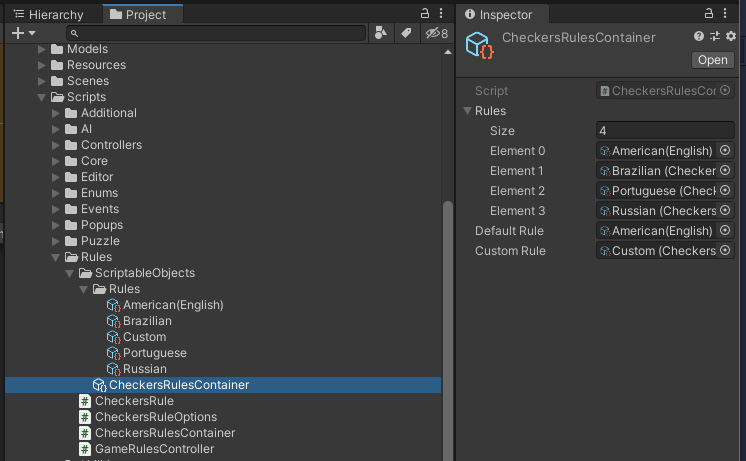 Hierarchy
Project
8
Models
Resources
Scenes
Scripts
Additional
AI
Controllers
Core
Editor
Enums
Events
Popups
Puzzle
Rules
ScriptableObjects
Rules
American(English)
Brazilian
Custom
Portuguese
Russian
CheckersRulesContainer
CheckersRule
CheckersRuleOptions
CheckersRulesContainer
GameRulesController
Inspector
CheckersRulesContainer
Open
Script CheckersRulesCor
Rules
Size 4
Element 0 American(English)
Element 1 Brazilian (Checker
Element 2 Portuguese (Check
Element 3 Russian (Checkers
Default Rule American(English)
Custom Rule Custom (Checkers